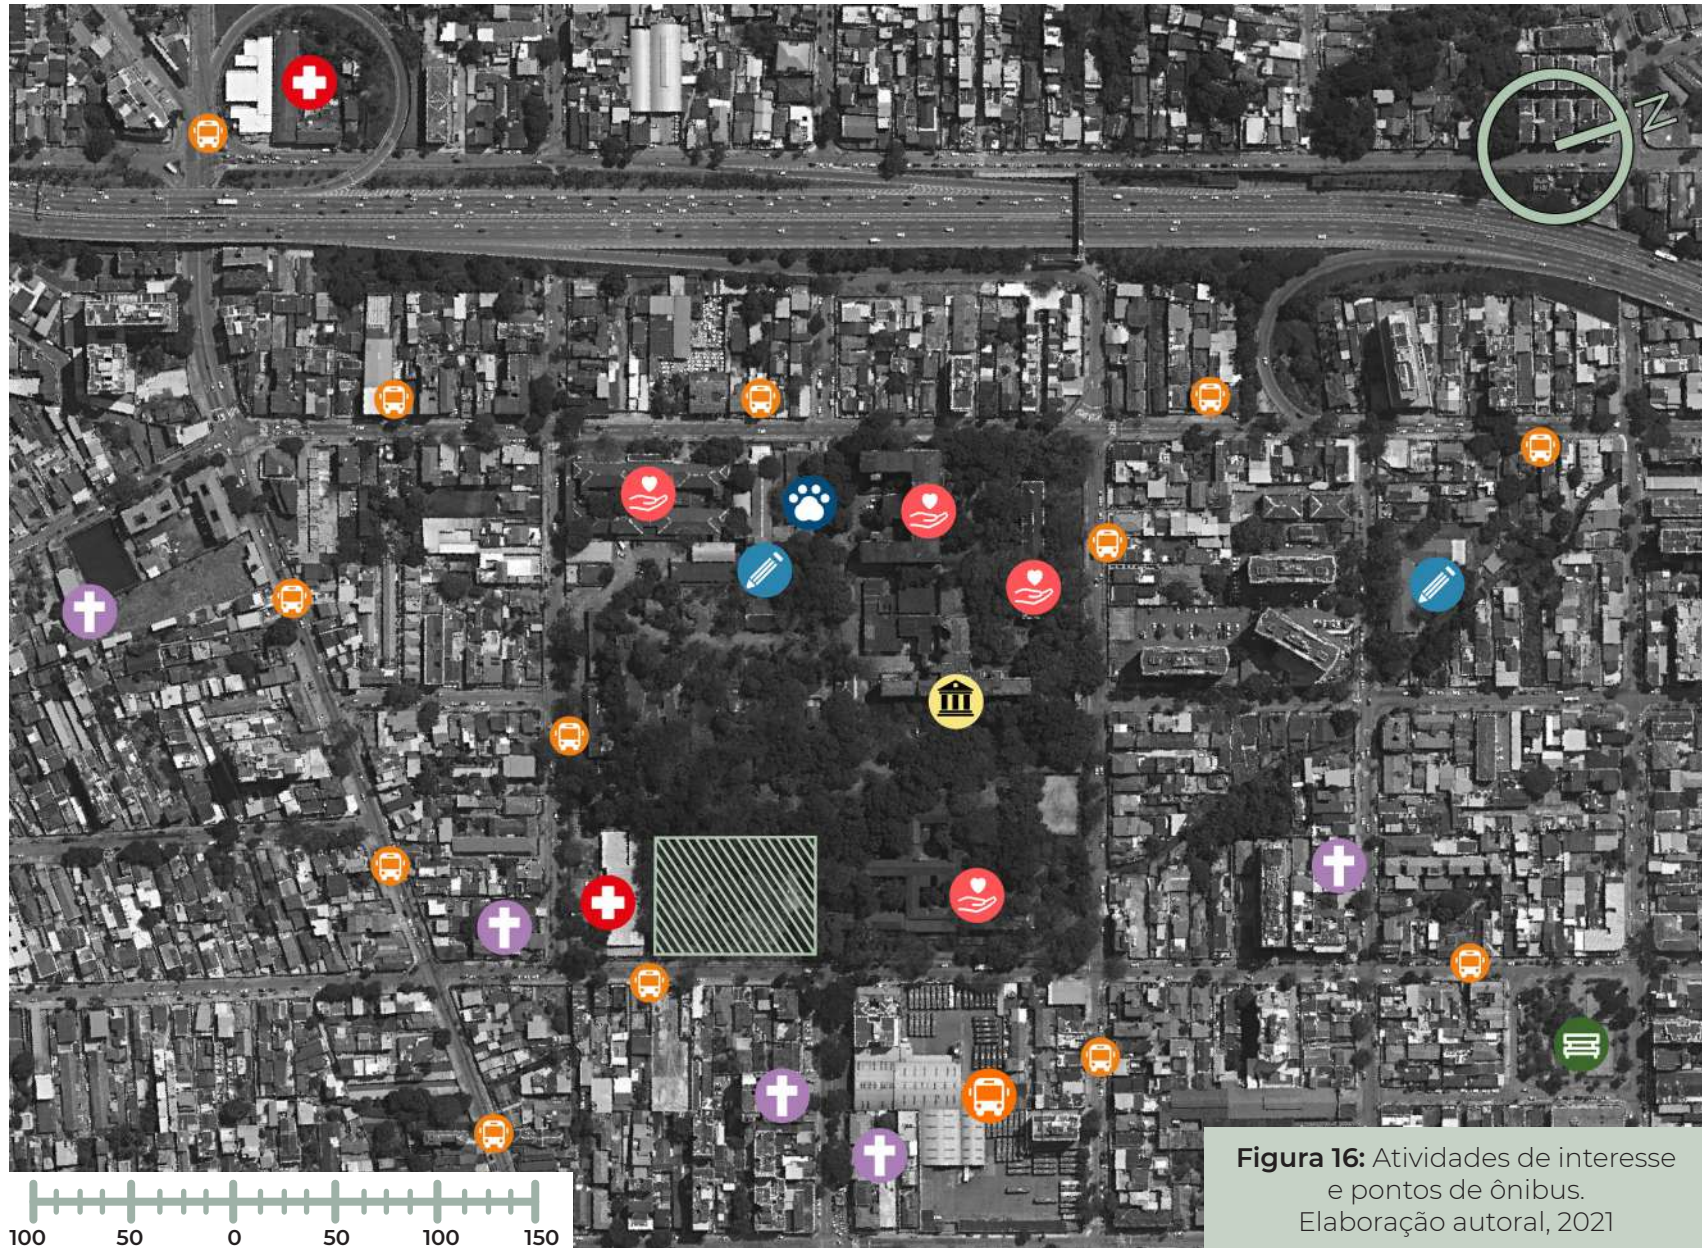 N
100 50 0 50 100 150
Figura 16: Atividades de interesse
e pontos de ônibus.
Elaboração autoral, 2021